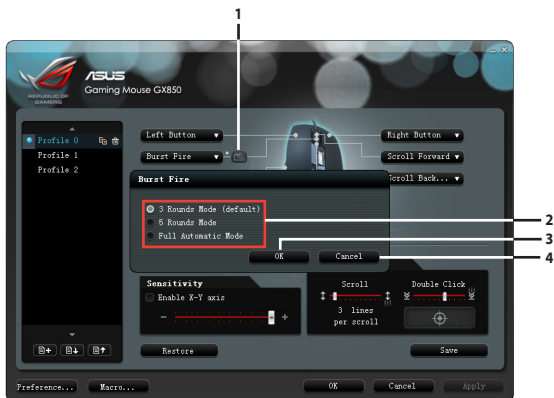 1
REPUBLIC OF
GAMERS
ASUS
Gaming Mouse GX850
Profile 0
Profile 1
Profile 2
Left Button
Right Button
Burst Fire
Scroll Forward
Scroll Back...
Burst Fire
3 Rounds Mode (default)
5 Rounds Mode
Full Automatic Mode
2
OK
3
Cancel
4
Sensitivity
Enable X-Y axis
Scroll
3 lines
per scroll
Double Click
Restore
Save
Preference...
Macro...
OK
Cancel
Apply